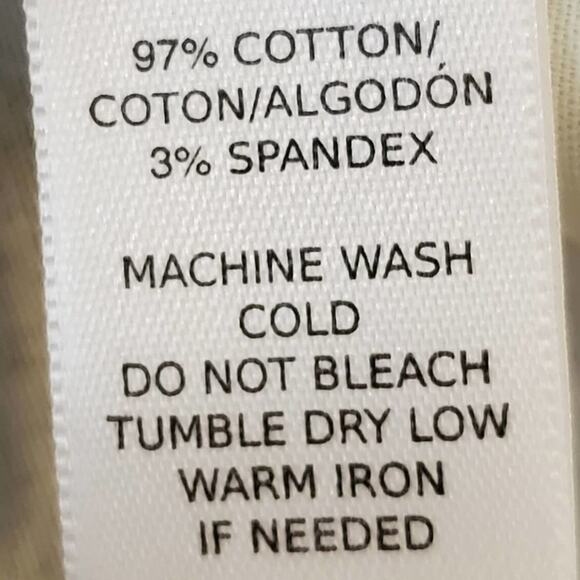 97% COTTON/
COTON/ALGODÓN
3% SPANDEX
MACHINE WASH
COLD
DO NOT BLEACH
TUMBLE DRY LOW
WARM IRON
IF NEEDED